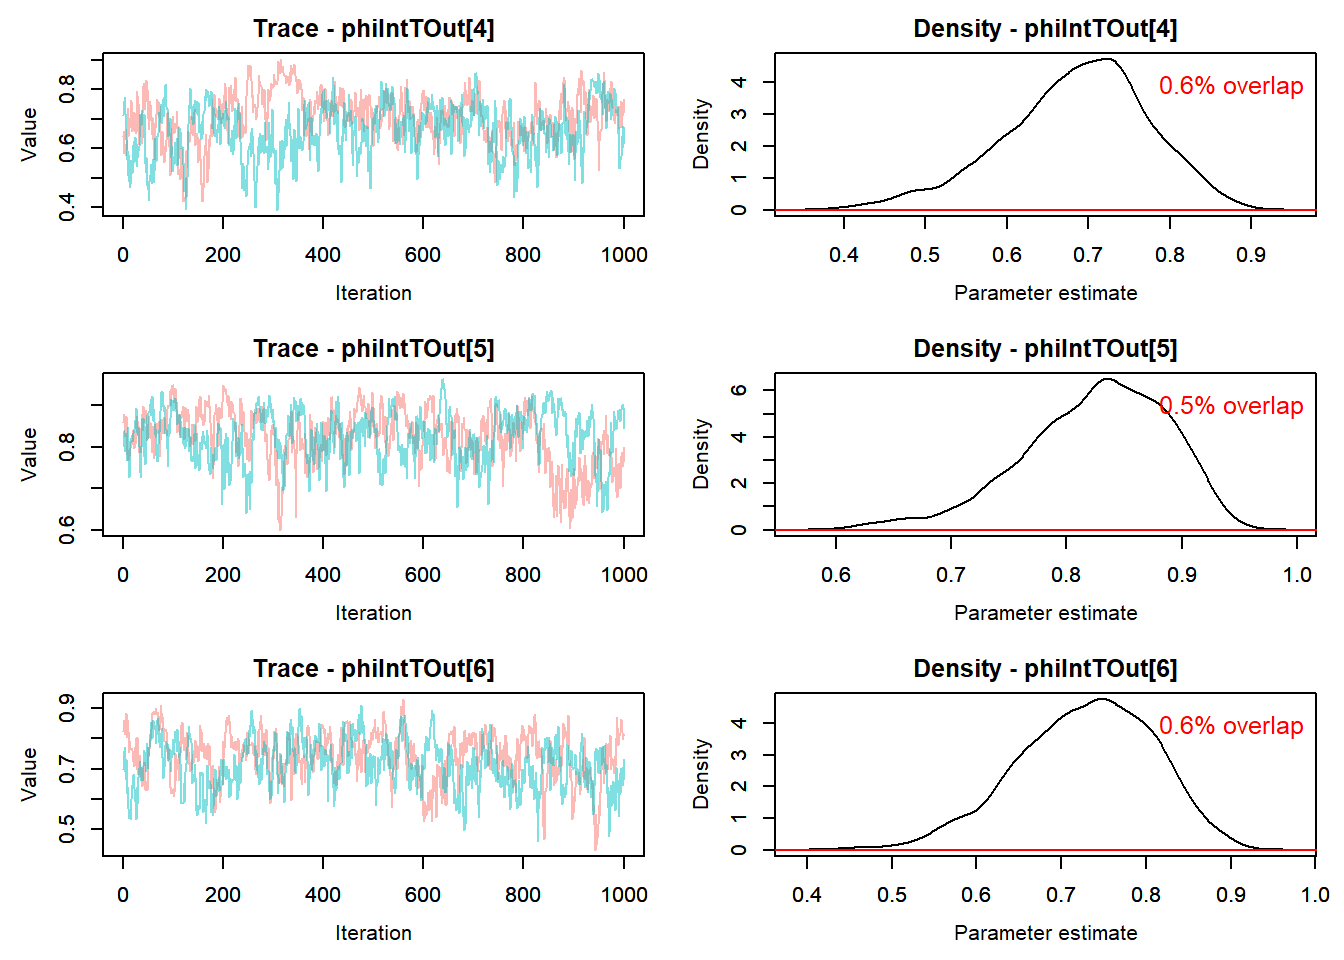 Trace - phiIntTOut[4]
Value
0.4 0.6 0.8
0 200 400 600 800 1000
Iteration
Density - phiIntTOut[4]
0.6% overlap
Density
0 1 2 3 4
0.4 0.5 0.6 0.7 0.8 0.9
Parameter estimate
Trace - phiIntTOut[5]
Value
0.6 0.8
0 200 400 600 800 1000
Iteration
Density - phiIntTOut[5]
0.5% overlap
Density
0 2 4 6
0.6 0.7 0.8 0.9 1.0
Parameter estimate
Trace - phiIntTOut[6]
Value
0.5 0.7 0.9
0 200 400 600 800 1000
Iteration
Density - phiIntTOut[6]
0.6% overlap
Density
0 1 2 3 4
0.4 0.5 0.6 0.7 0.8 0.9 1.0
Parameter estimate